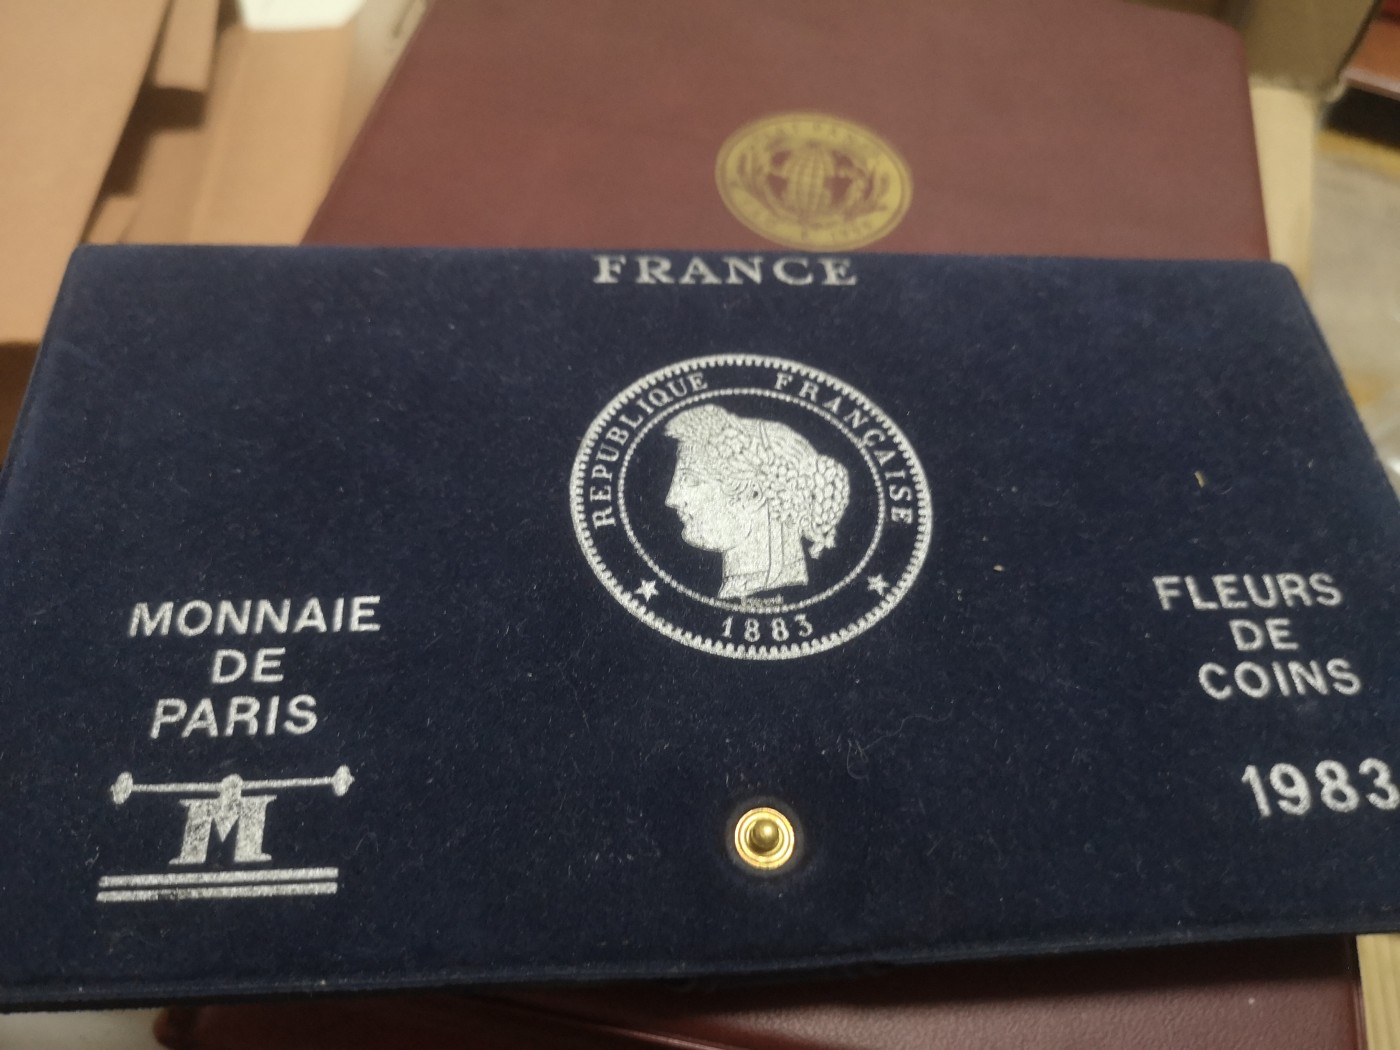 FRANCE
REPUBLIQUE FRANÇAISE
1883
MONNAIE
DE
PARIS
M
FLEURS
DE
COINS
1983